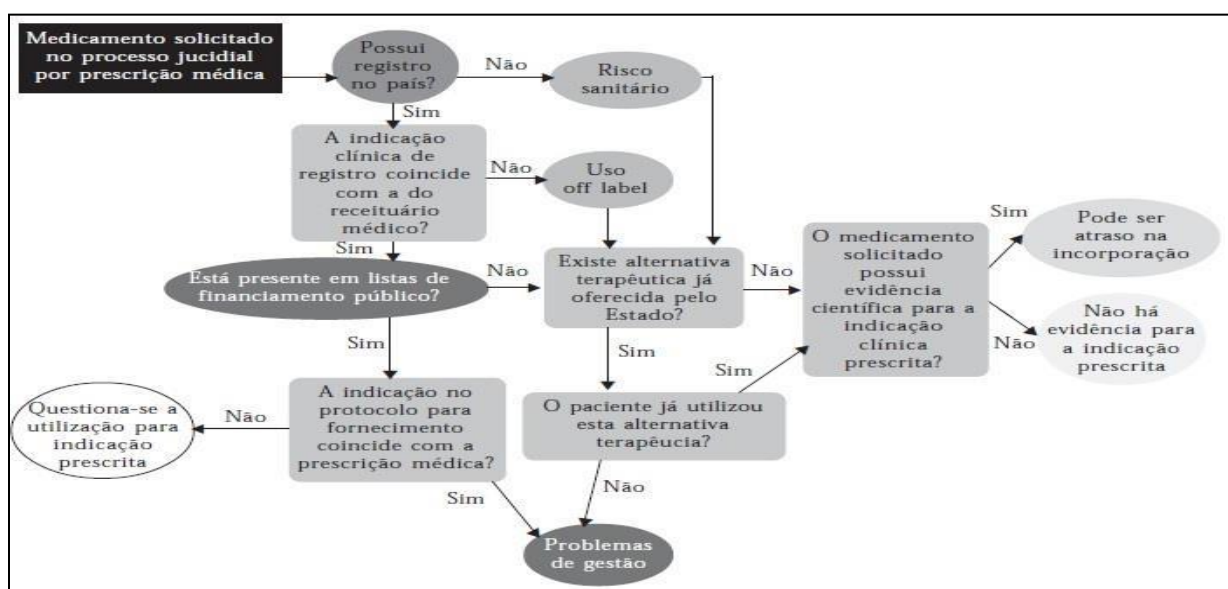 Medicamento solicitado
no processo jucidial
por prescrição médica
Possui
registro
no país?
Não
Risco
sanitário
Sim
A indicação
clínica de
registro coincide
com a do
receituário
médico?
Não
Uso
off label
Sim
Está presente em listas de
financiamento público?
Não
Existe alternativa
terapêutica já
oferecida pelo
Estado?
Não
O medicamento
solicitado
possui
evidência
científica para a
indicação
clínica
prescrita?
Sim
Pode ser
atraso na
incorporação
Não
Não há
evidência para
a indicação
prescrita
Sim
A indicação no
protocolo para
fornecimento
coincide com a
prescrição médica?
Não
Questiona-se a
utilização para
indicação
prescrita
Sim
O paciente já utilizou
esta alternativa
terapêucia?
Sim
Sim
Não
Problemas
de gestão